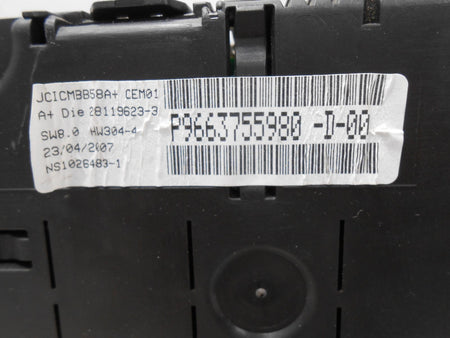 JCICMBB58A+ CEM01
A+ Die 28119623-3
SW8.0 HW304-4
23/04/2007
NS1026483-1
P9663755980 -D-00